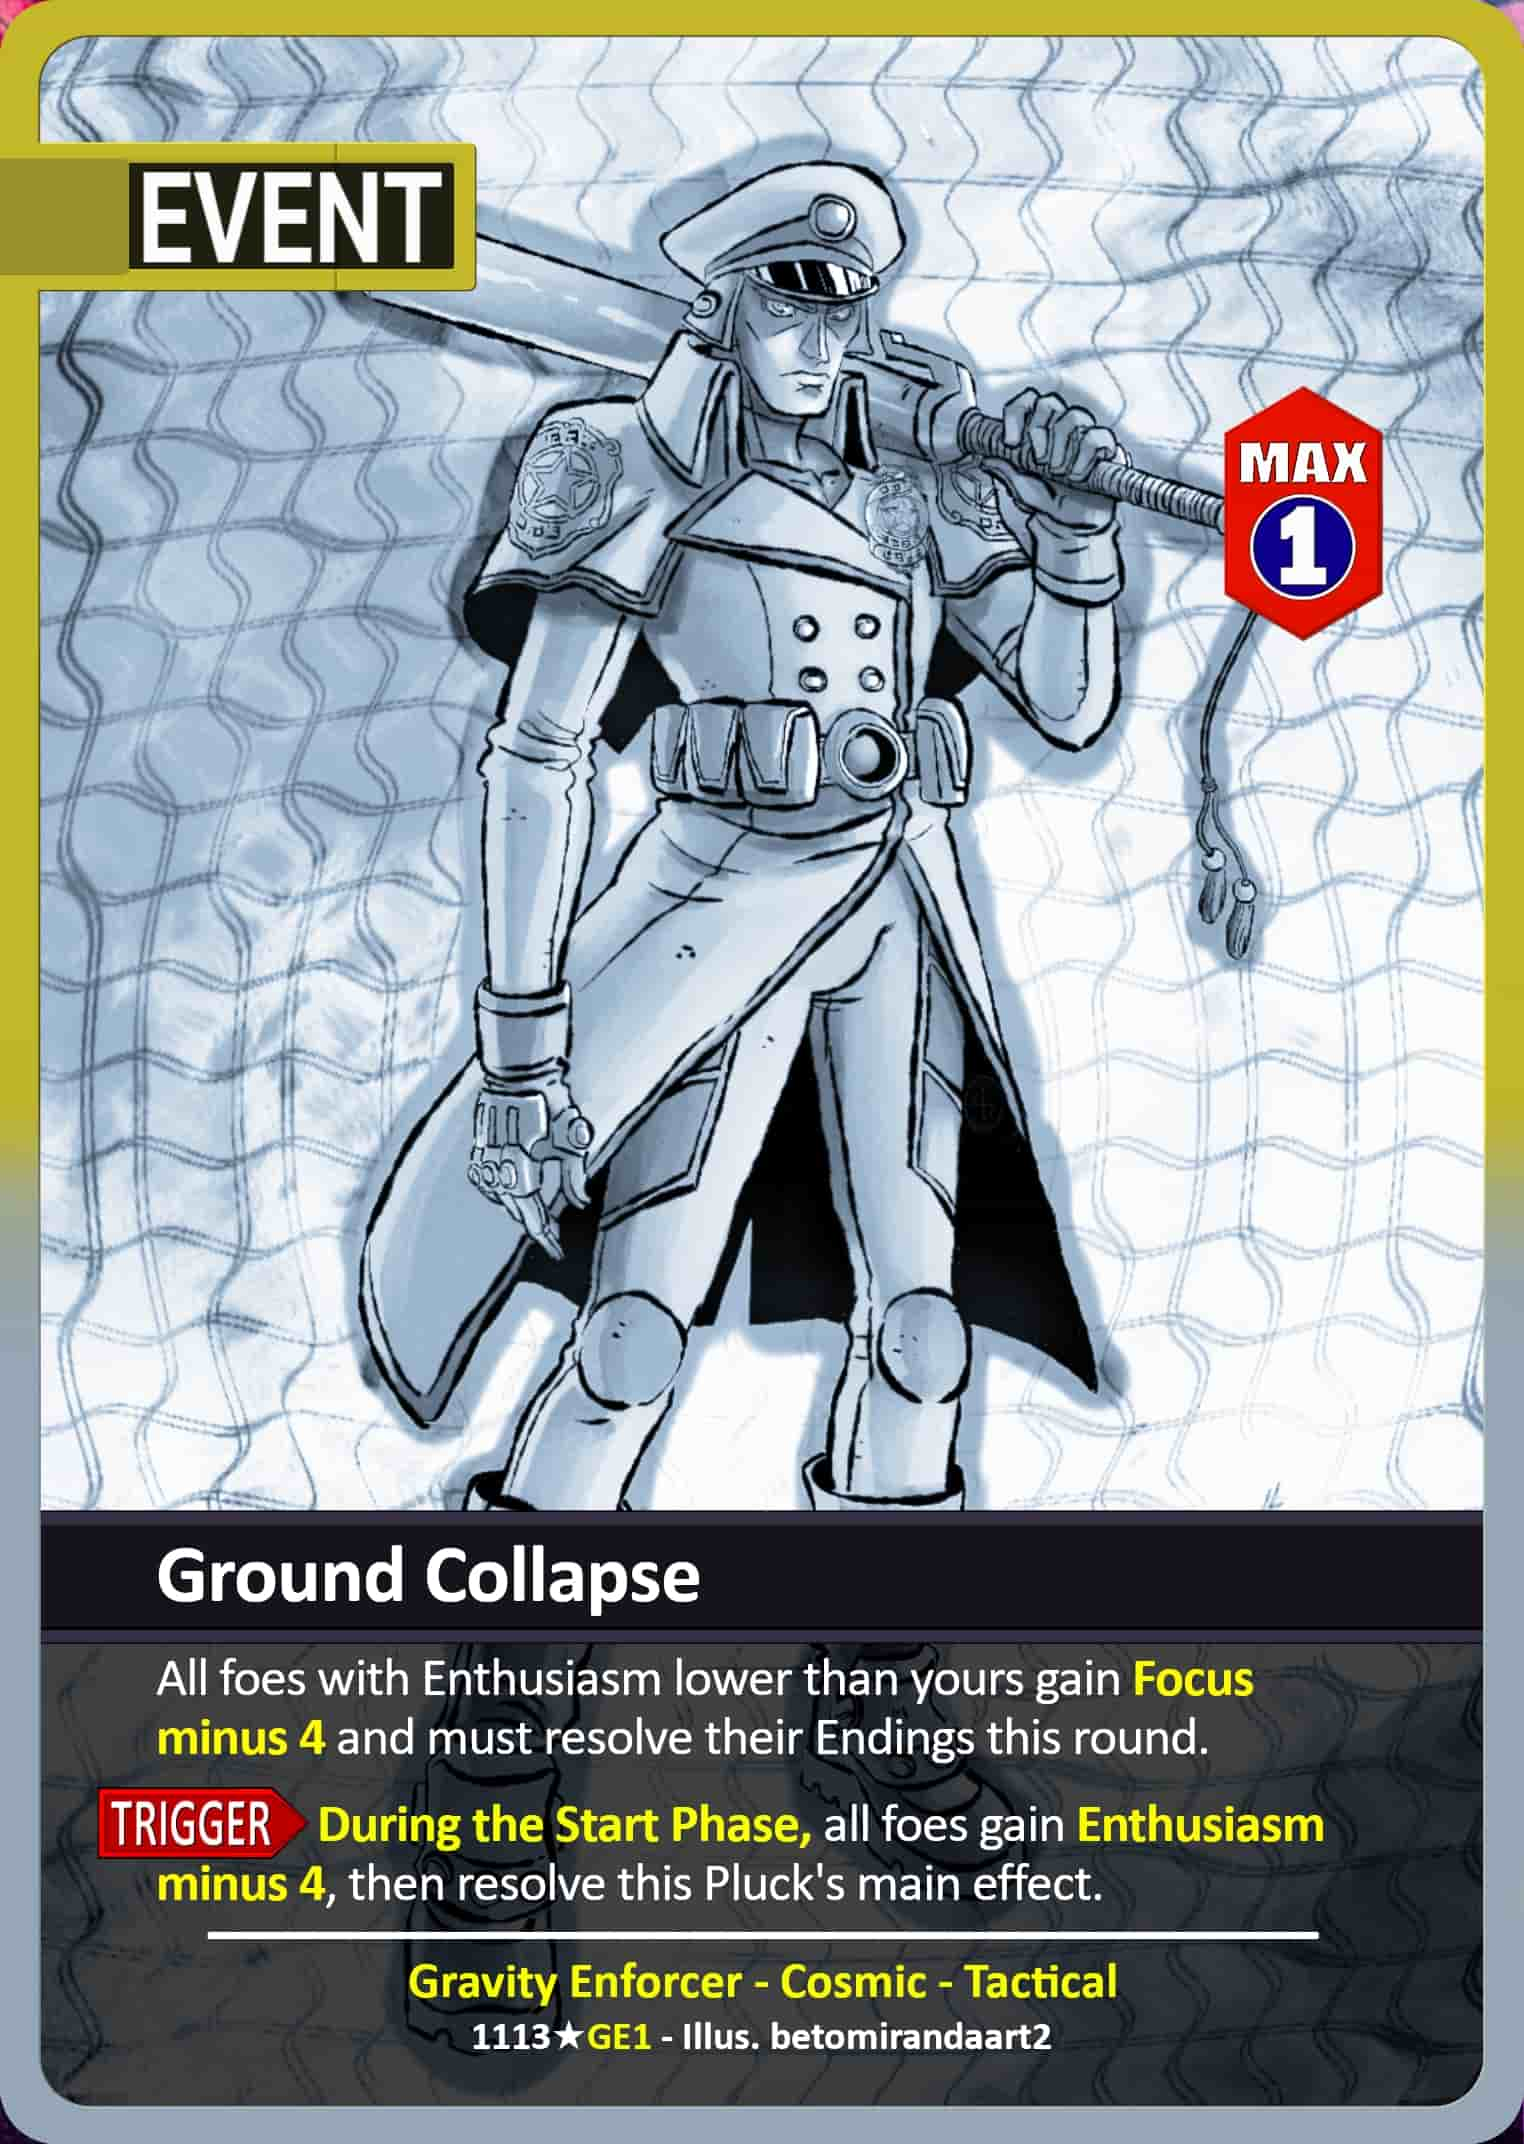 EVENT
MAX
1
Ground Collapse
All foes with Enthusiasm lower than yours gain Focus
minus 4 and must resolve their Endings this round.
TRIGGER During the Start Phase, all foes gain Enthusiasm
minus 4, then resolve this Pluck's main effect.
Gravity Enforcer - Cosmic - Tactical
1113★GE1 - Illus. betomirandaart2